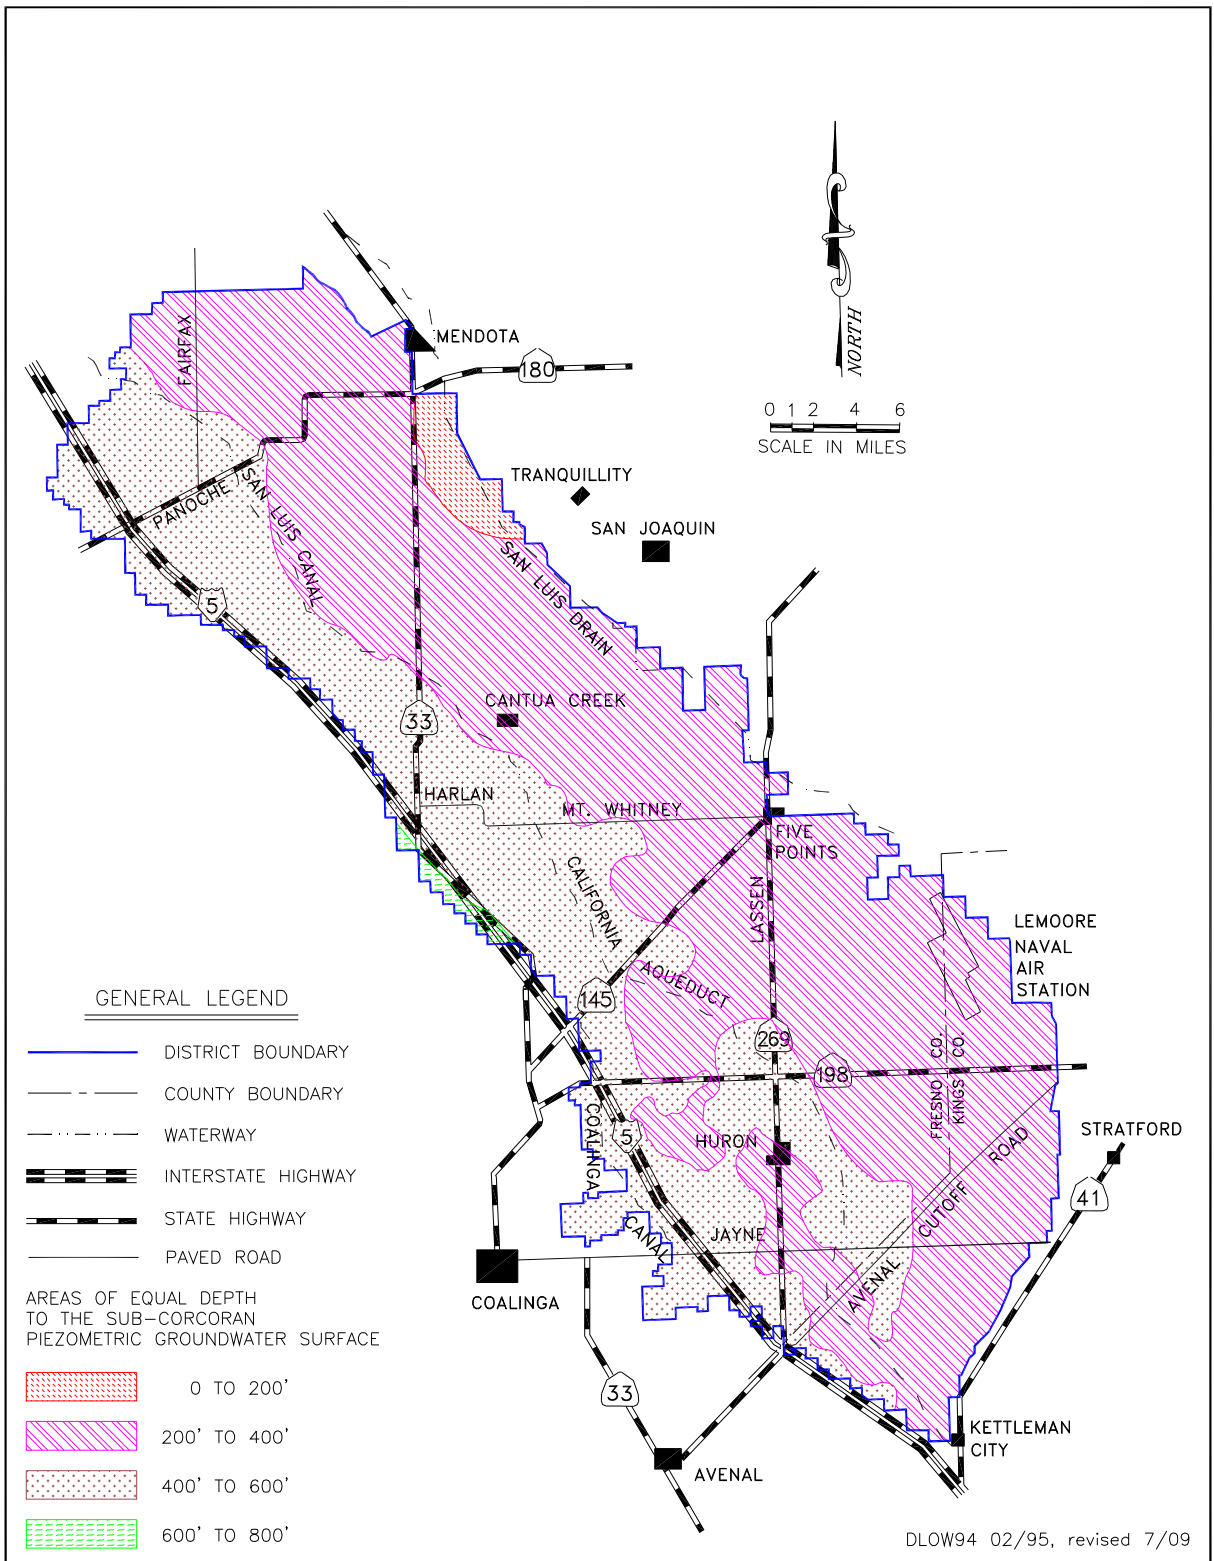 MENDOTA
180
FAIRFAX
NORTH
0 1 2 4 6
SCALE IN MILES
TRANQUILLITY
SAN JOAQUIN
PANOCHE
SAN LUIS CANAL
SAN LUIS DRAIN
5
CANTUA CREEK
33
HARLAN
MT. WHITNEY
FIVE
POINTS
CALIFORNIA
AQUEDUCT
LASSEN
LEMOORE
NAVAL
AIR
STATION
145
269
198
FRESNO CO.
KINGS CO.
COALINGA
CANAL
5
HURON
STRATFORD
41
JAYNE
AVENAL
CUTOFF
ROAD
COALINGA
33
AVENAL
KETTLEMAN
CITY
GENERAL LEGEND
DISTRICT BOUNDARY
COUNTY BOUNDARY
WATERWAY
INTERSTATE HIGHWAY
STATE HIGHWAY
PAVED ROAD
AREAS OF EQUAL DEPTH
TO THE SUB-CORCORAN
PIEZOMETRIC GROUNDWATER SURFACE
0 TO 200'
200' TO 400'
400' TO 600'
600' TO 800'
DLOW94 02/95, revised 7/09